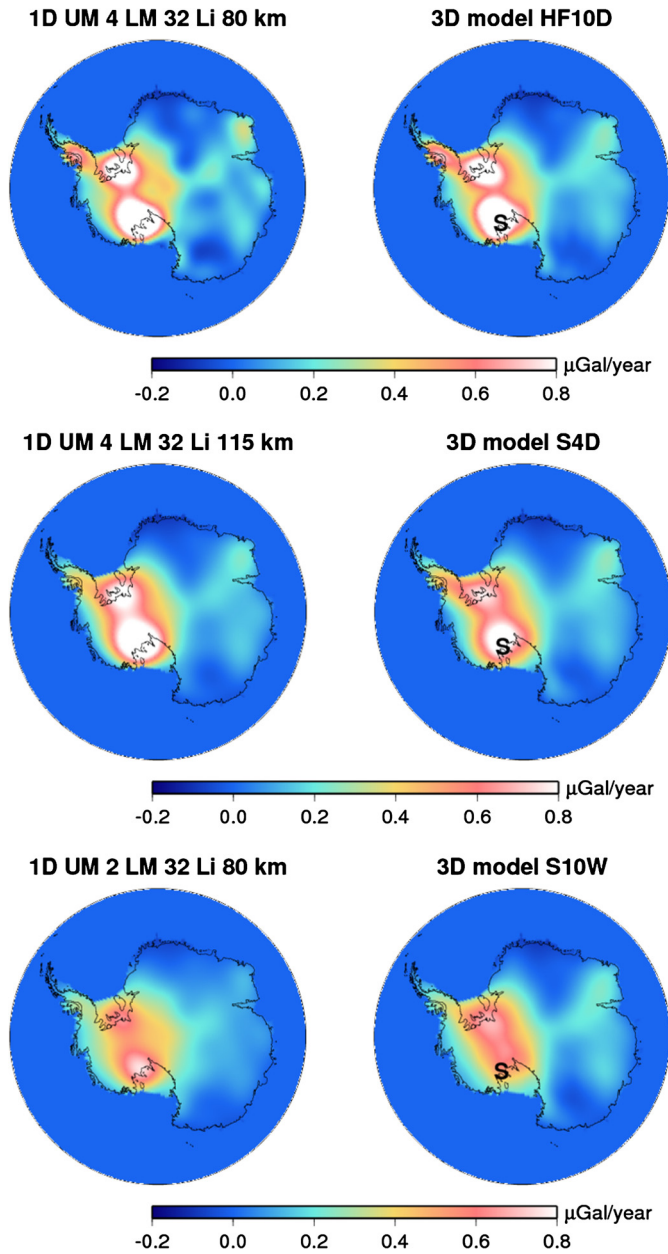 1D UM 4 LM 32 Li 80 km
3D model HF10D
S
μGal/year
-0.2 0.0 0.2 0.4 0.6 0.8
1D UM 4 LM 32 Li 115 km
3D model S4D
S
μGal/year
-0.2 0.0 0.2 0.4 0.6 0.8
1D UM 2 LM 32 Li 80 km
3D model S10W
S
μGal/year
-0.2 0.0 0.2 0.4 0.6 0.8